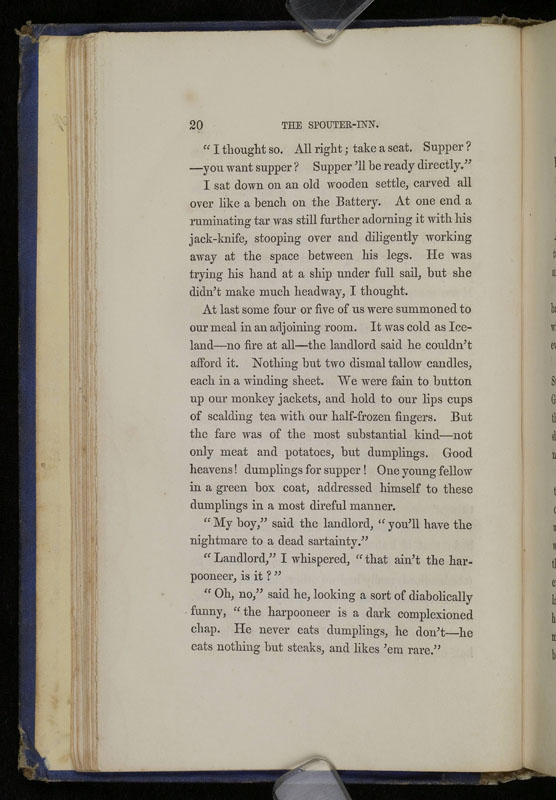 20 THE SPOUTER-INN.
“ I thought so. All right; take a seat. Supper?
—you want supper? Supper ’ll be ready directly.”
I sat down on an old wooden settle, carved all
over like a bench on the Battery. At one end a
ruminating tar was still further adorning it with his
jack-knife, stooping over and diligently working
away at the space between his legs. He was
trying his hand at a ship under full sail, but she
didn’t make much headway, I thought.
At last some four or five of us were summoned to
our meal in an adjoining room. It was cold as Ice-
land—no fire at all—the landlord said he couldn’t
afford it. Nothing but two dismal tallow candles,
each in a winding sheet. We were fain to button
up our monkey jackets, and hold to our lips cups
of scalding tea with our half-frozen fingers. But
the fare was of the most substantial kind—not
only meat and potatoes, but dumplings. Good
heavens! dumplings for supper! One young fellow
in a green box coat, addressed himself to these
dumplings in a most direful manner.
“ My boy,” said the landlord, “ you’ll have the
nightmare to a dead sartainty.”
“ Landlord,” I whispered, “ that ain’t the har-
pooneer, is it?”
“ Oh, no,” said he, looking a sort of diabolically
funny, “ the harpooneer is a dark complexioned
chap. He never eats dumplings, he don’t—he
eats nothing but steaks, and likes ’em rare.”